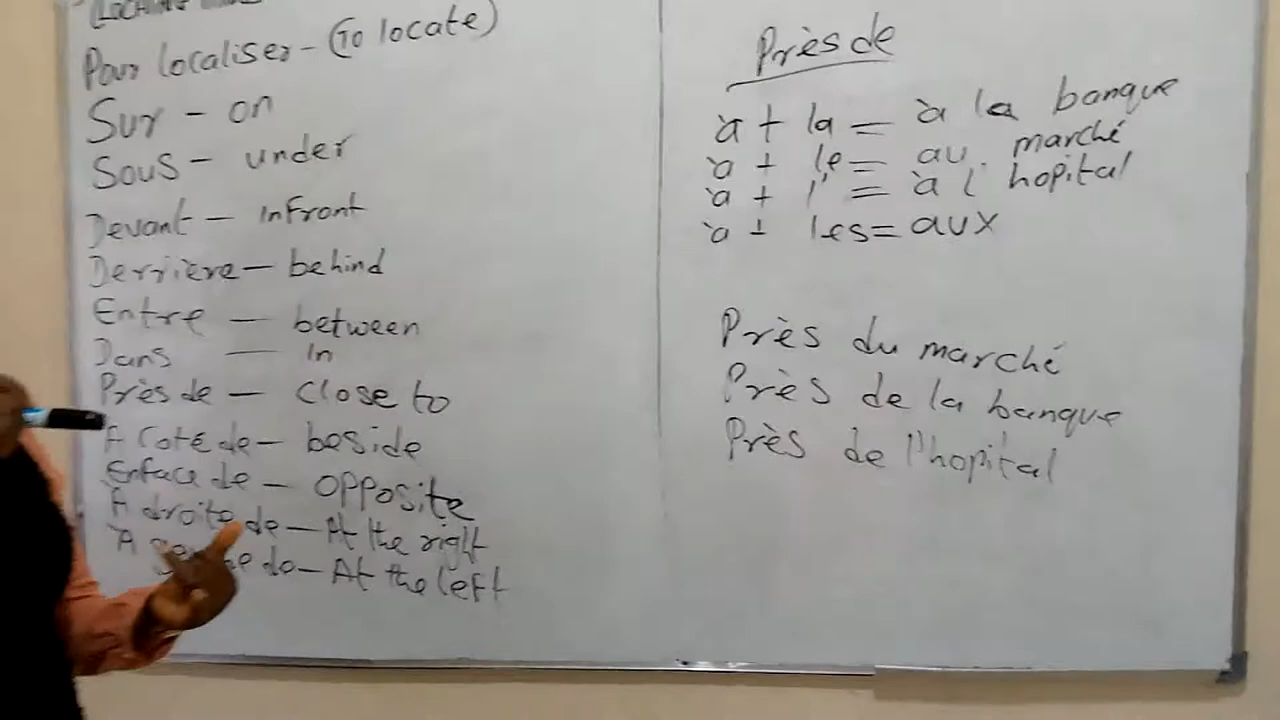 Pour localiser - (To locate)
Sur - on
Sous - under
Devant - Infront
Derrière - behind
Entre - between
Dans - In
Près de - Close to
A Coté de - beside
Enface de - opposite
A droite de - At the right
A de - At the left
Près de
à + la = à la banque
à + le = au marché
à + l' = à l'hopital
à + les = aux
Près du marché
Près de la banque
Près de l'hopital